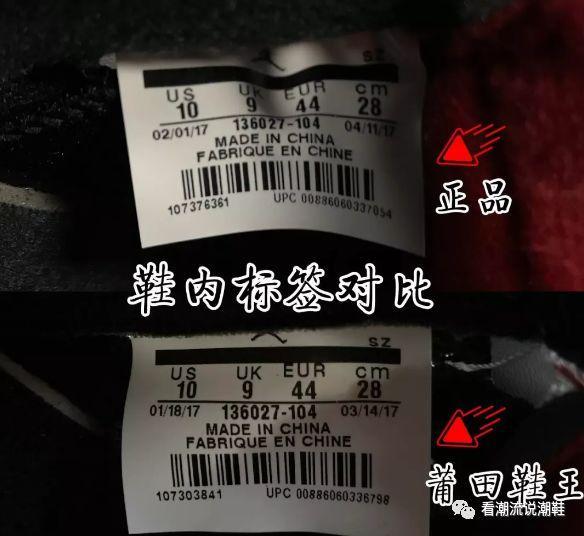 SZ
US UK EUR cm
10 9 44 28
02/01/17 136027-104 04/11/17
MADE IN CHINA
FABRIQUE EN CHINE
107376361 UPC 00886060337054
正品
鞋内标签对比
SZ
US UK EUR cm
10 9 44 28
01/18/17 136027-104 03/14/17
MADE IN CHINA
FABRIQUE EN CHINE
107303841 UPC 00886060336798
莆田鞋王
看潮流说潮鞋